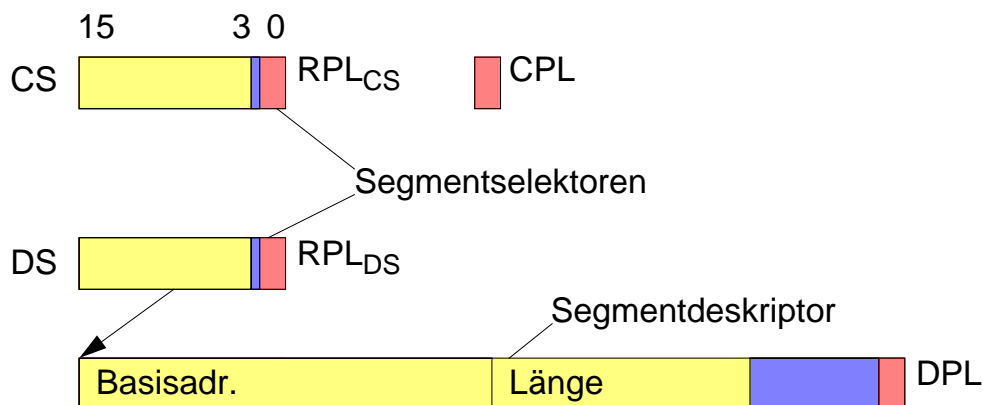 15 3 0
CS RPLCS CPL
Segmentselektoren
DS RPLDS
Segmentdeskriptor
Basisadr. Länge DPL